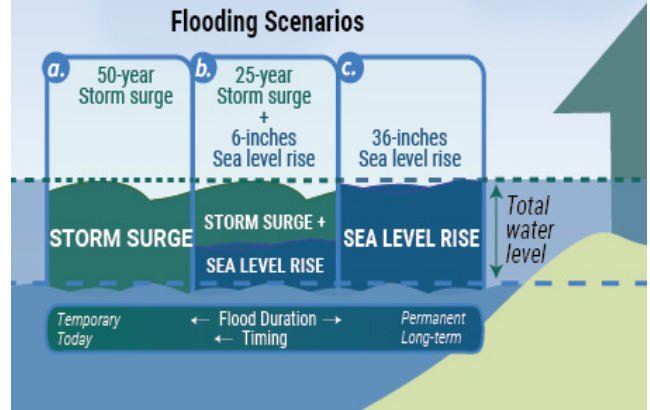 Flooding Scenarios
a.
50-year
Storm surge
b.
25-year
Storm surge
+
6-inches
Sea level rise
c.
36-inches
Sea level rise
STORM SURGE
STORM SURGE +
SEA LEVEL RISE
SEA LEVEL RISE
Total
water
level
Temporary
Today
← Flood Duration →
← Timing
Permanent
Long-term